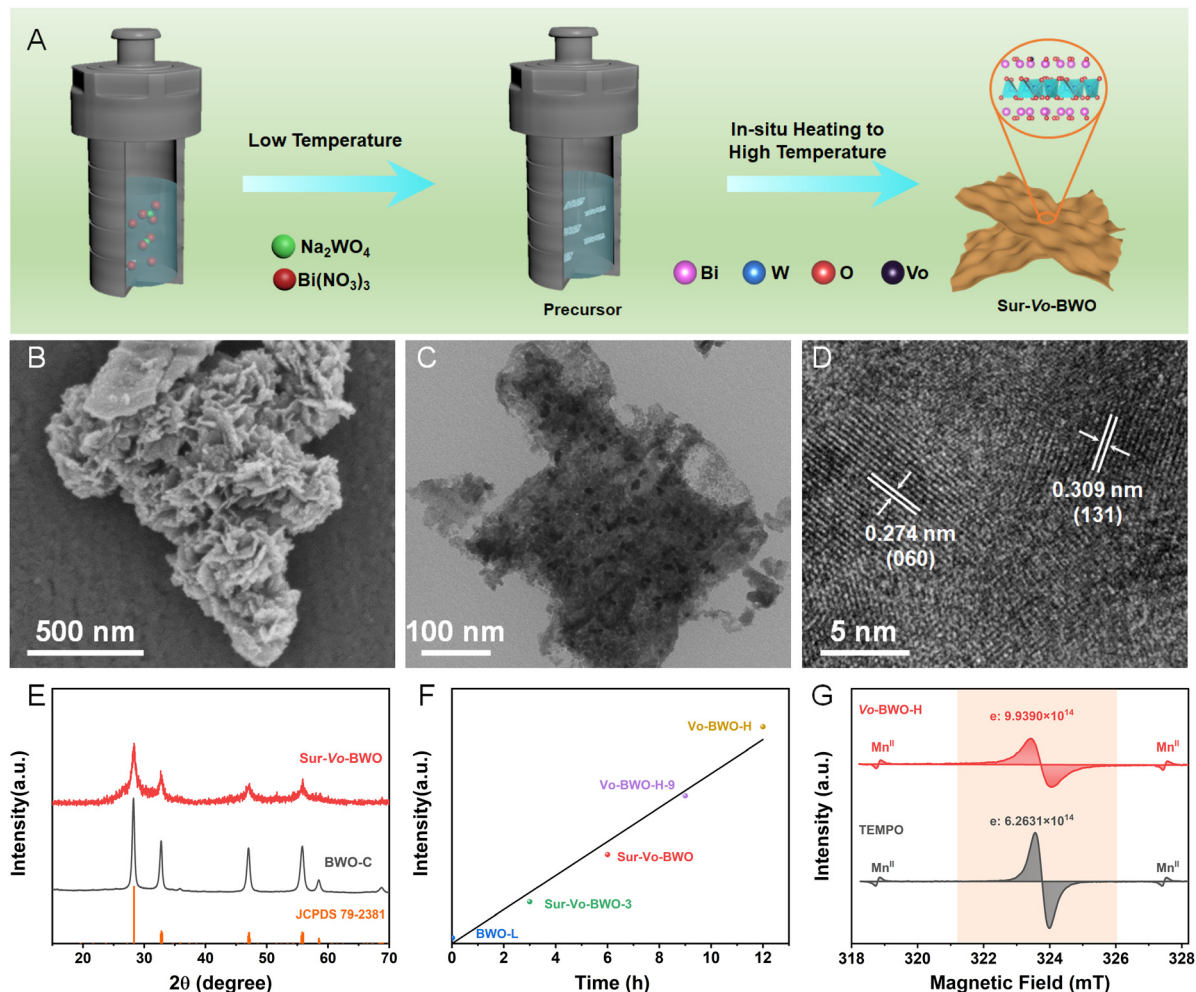 A
Low Temperature
Na₂WO₄
Bi(NO₃)₃
Precursor
In-situ Heating to
High Temperature
Bi W O Vo
Sur-Vo-BWO
B
500 nm
C
100 nm
D
0.274 nm
(060)
0.309 nm
(131)
5 nm
E
Intensity(a.u.)
Sur-Vo-BWO
BWO-C
JCPDS 79-2381
20 30 40 50 60 70
2θ (degree)
F
Intensity(a.u.)
Vo-BWO-H
Vo-BWO-H-9
Sur-Vo-BWO
Sur-Vo-BWO-3
BWO-L
0 2 4 6 8 10 12
Time (h)
G
Intensity (a.u.)
Vo-BWO-H
e: 9.9390×10¹⁴
Mnᴵᴵ Mnᴵᴵ
TEMPO
e: 6.2631×10¹⁴
Mnᴵᴵ Mnᴵᴵ
318 320 322 324 326 328
Magnetic Field (mT)